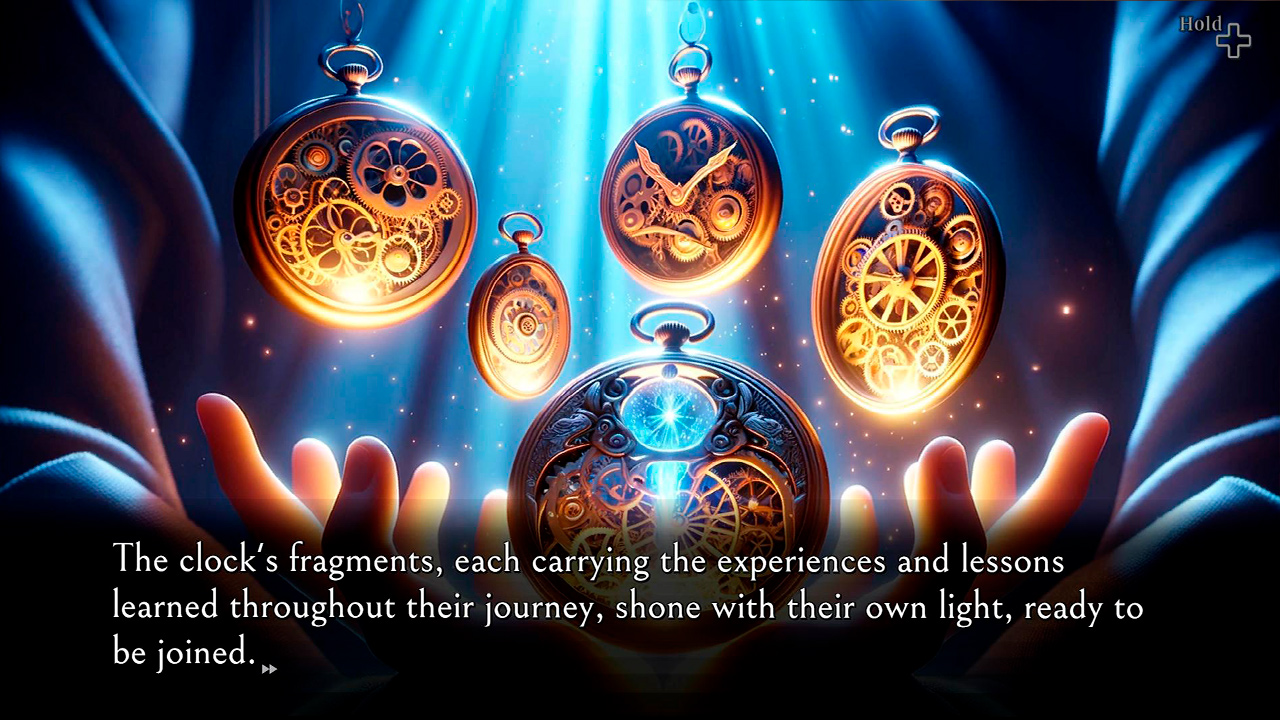 Hold
The clock's fragments, each carrying the experiences and lessons
learned throughout their journey, shone with their own light, ready to
be joined.